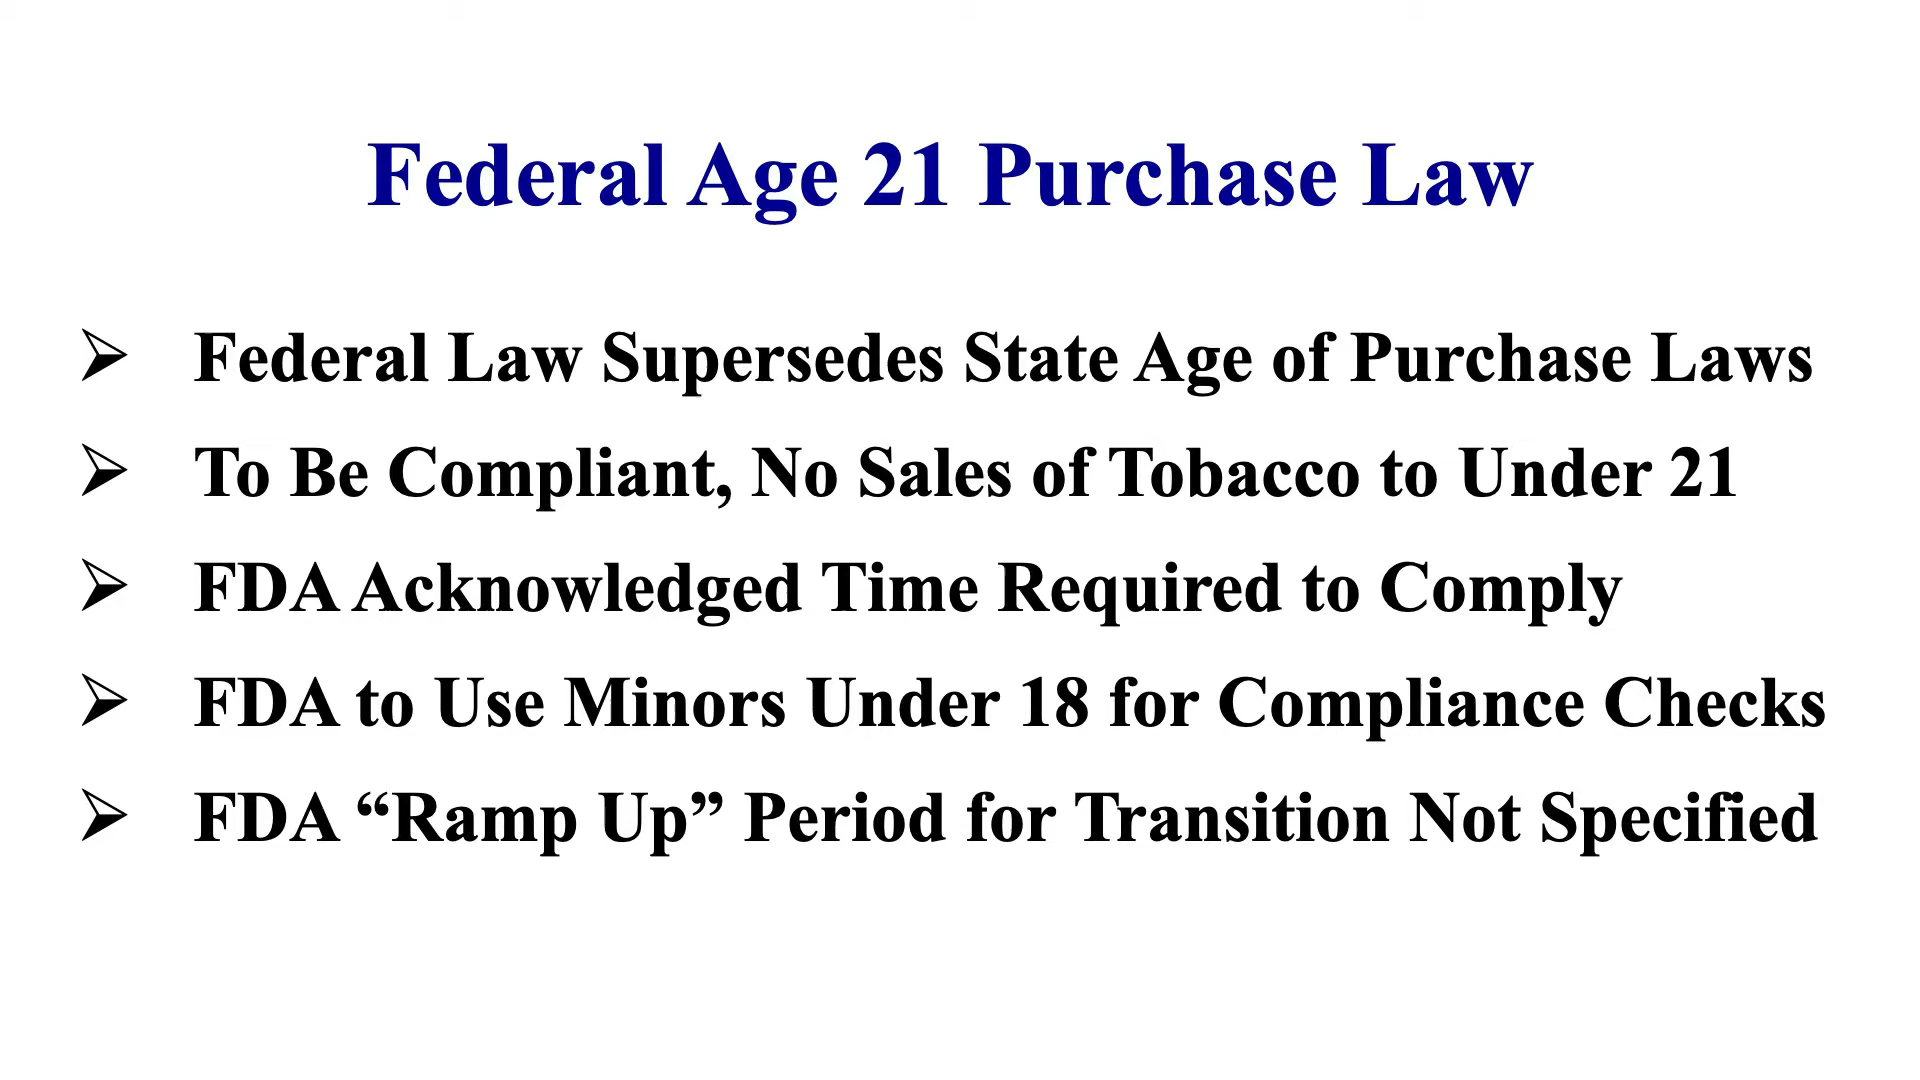 Federal Age 21 Purchase Law
➢ Federal Law Supersedes State Age of Purchase Laws
➢ To Be Compliant, No Sales of Tobacco to Under 21
➢ FDA Acknowledged Time Required to Comply
➢ FDA to Use Minors Under 18 for Compliance Checks
➢ FDA “Ramp Up” Period for Transition Not Specified